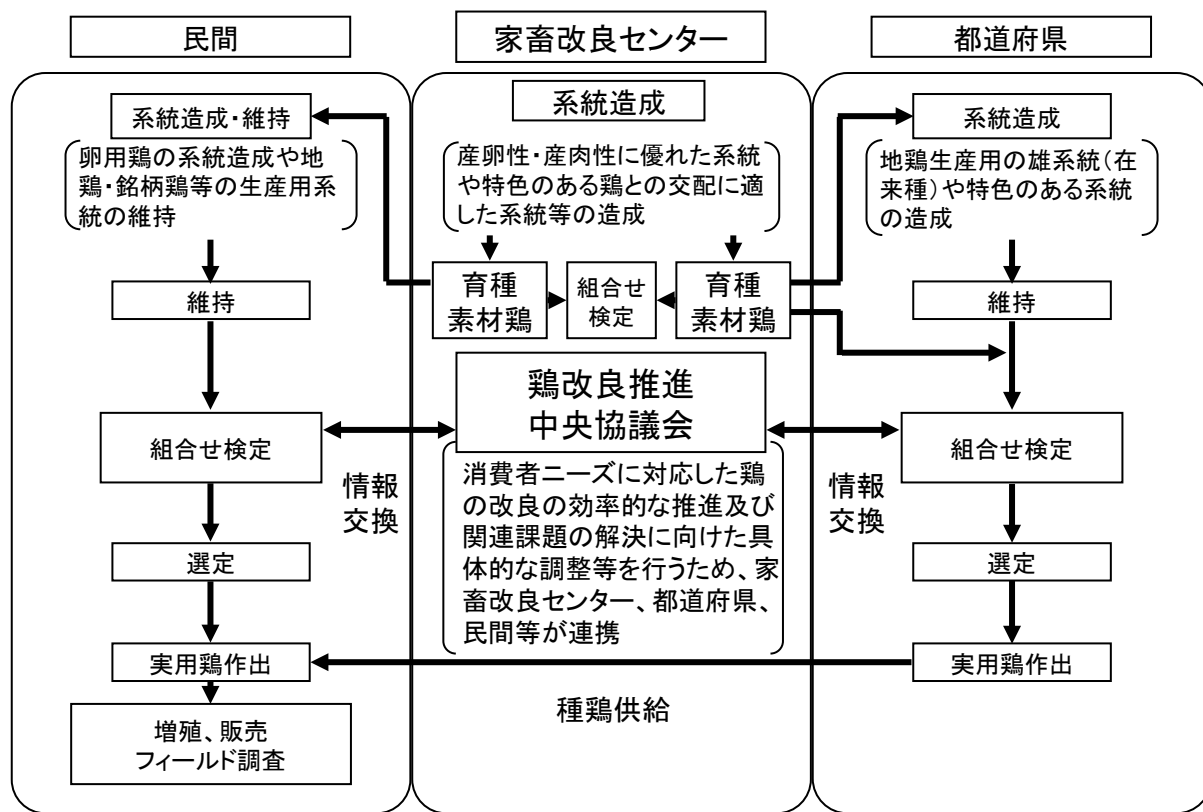 民間
家畜改良センター
都道府県
系統造成・維持
卵用鶏の系統造成や地
鶏・銘柄鶏等の生産用系
統の維持
維持
組合せ検定
選定
実用鶏作出
増殖、販売
フィールド調査
系統造成
産卵性・産肉性に優れた系統
や特色のある鶏との交配に適
した系統等の造成
育種
素材鶏
組合せ
検定
育種
素材鶏
鶏改良推進
中央協議会
消費者ニーズに対応した鶏
の改良の効率的な推進及び
関連課題の解決に向けた具
体的な調整等を行うため、家
畜改良センター、都道府県、
民間等が連携
情報
交換
情報
交換
種鶏供給
系統造成
地鶏生産用の雄系統(在
来種)や特色のある系統
の造成
維持
組合せ検定
選定
実用鶏作出